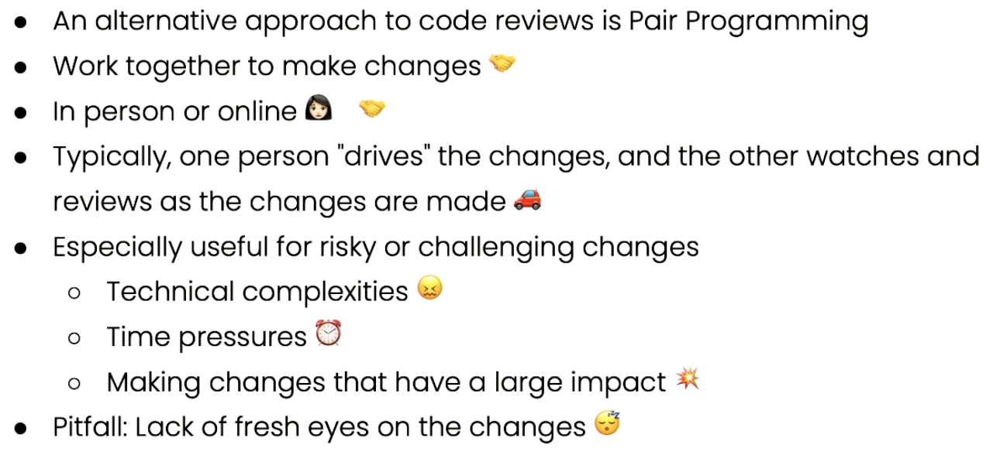 ● An alternative approach to code reviews is Pair Programming
● Work together to make changes 🤝
● In person or online 👩🏻 🤝
● Typically, one person "drives" the changes, and the other watches and
reviews as the changes are made 🚗
● Especially useful for risky or challenging changes
○ Technical complexities 😖
○ Time pressures ⏰
○ Making changes that have a large impact 💥
● Pitfall: Lack of fresh eyes on the changes 😴